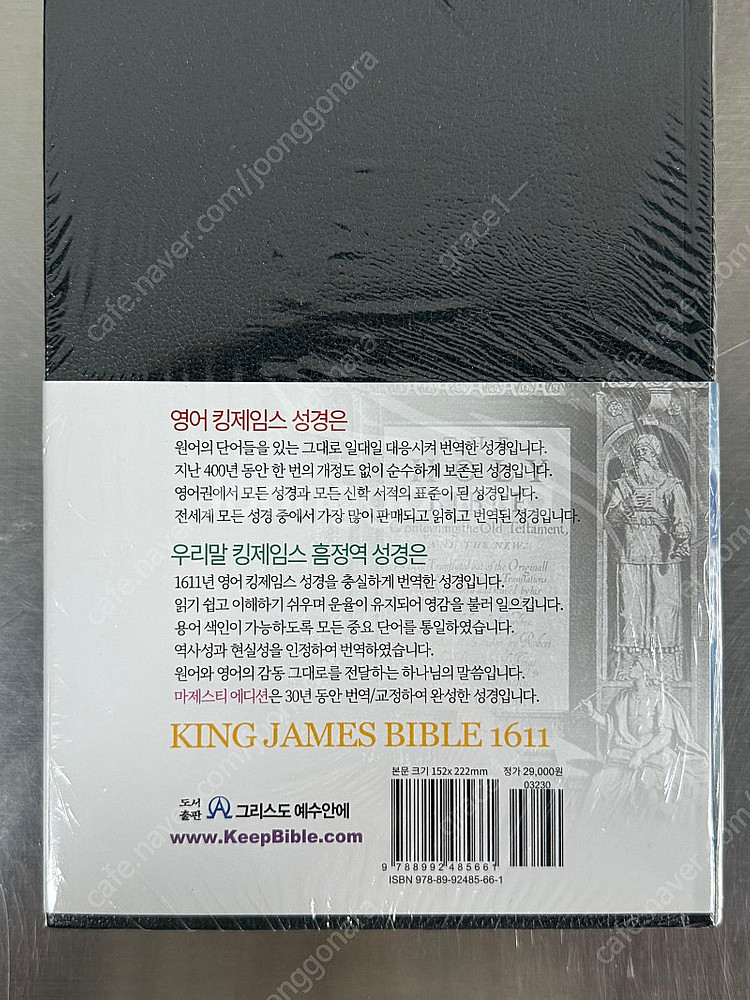 영어 킹제임스 성경은
원어의 단어들을 있는 그대로 일대일 대응시켜 번역한 성경입니다.
지난 400년 동안 한 번의 개정도 없이 순수하게 보존된 성경입니다.
영어권에서 모든 성경과 모든 신학 서적의 표준이 된 성경입니다.
전세계 모든 성경 중에서 가장 많이 판매되고 읽히고 번역된 성경입니다.
Conteyning the Old Testament,
AND THE NEW:
우리말 킹제임스 흠정역 성경은
1611년 영어 킹제임스 성경을 충실하게 번역한 성경입니다.
읽기 쉽고 이해하기 쉬우며 운율이 유지되어 영감을 불러 일으킵니다.
용어 색인이 가능하도록 모든 중요 단어를 통일하였습니다.
역사성과 현실성을 인정하여 번역하였습니다.
원어와 영어의 감동 그대로를 전달하는 하나님의 말씀입니다.
마제스티 에디션은 30년 동안 번역/교정하여 완성한 성경입니다.
KING JAMES BIBLE 1611
본문 크기 152x 222mm 정가 29,000원
03230
도서출판 그리스도 예수안에
www.KeepBible.com
9 788992 485661
ISBN 978-89-92485-66-1
cafe.naver.com/joonggonara
grace1—